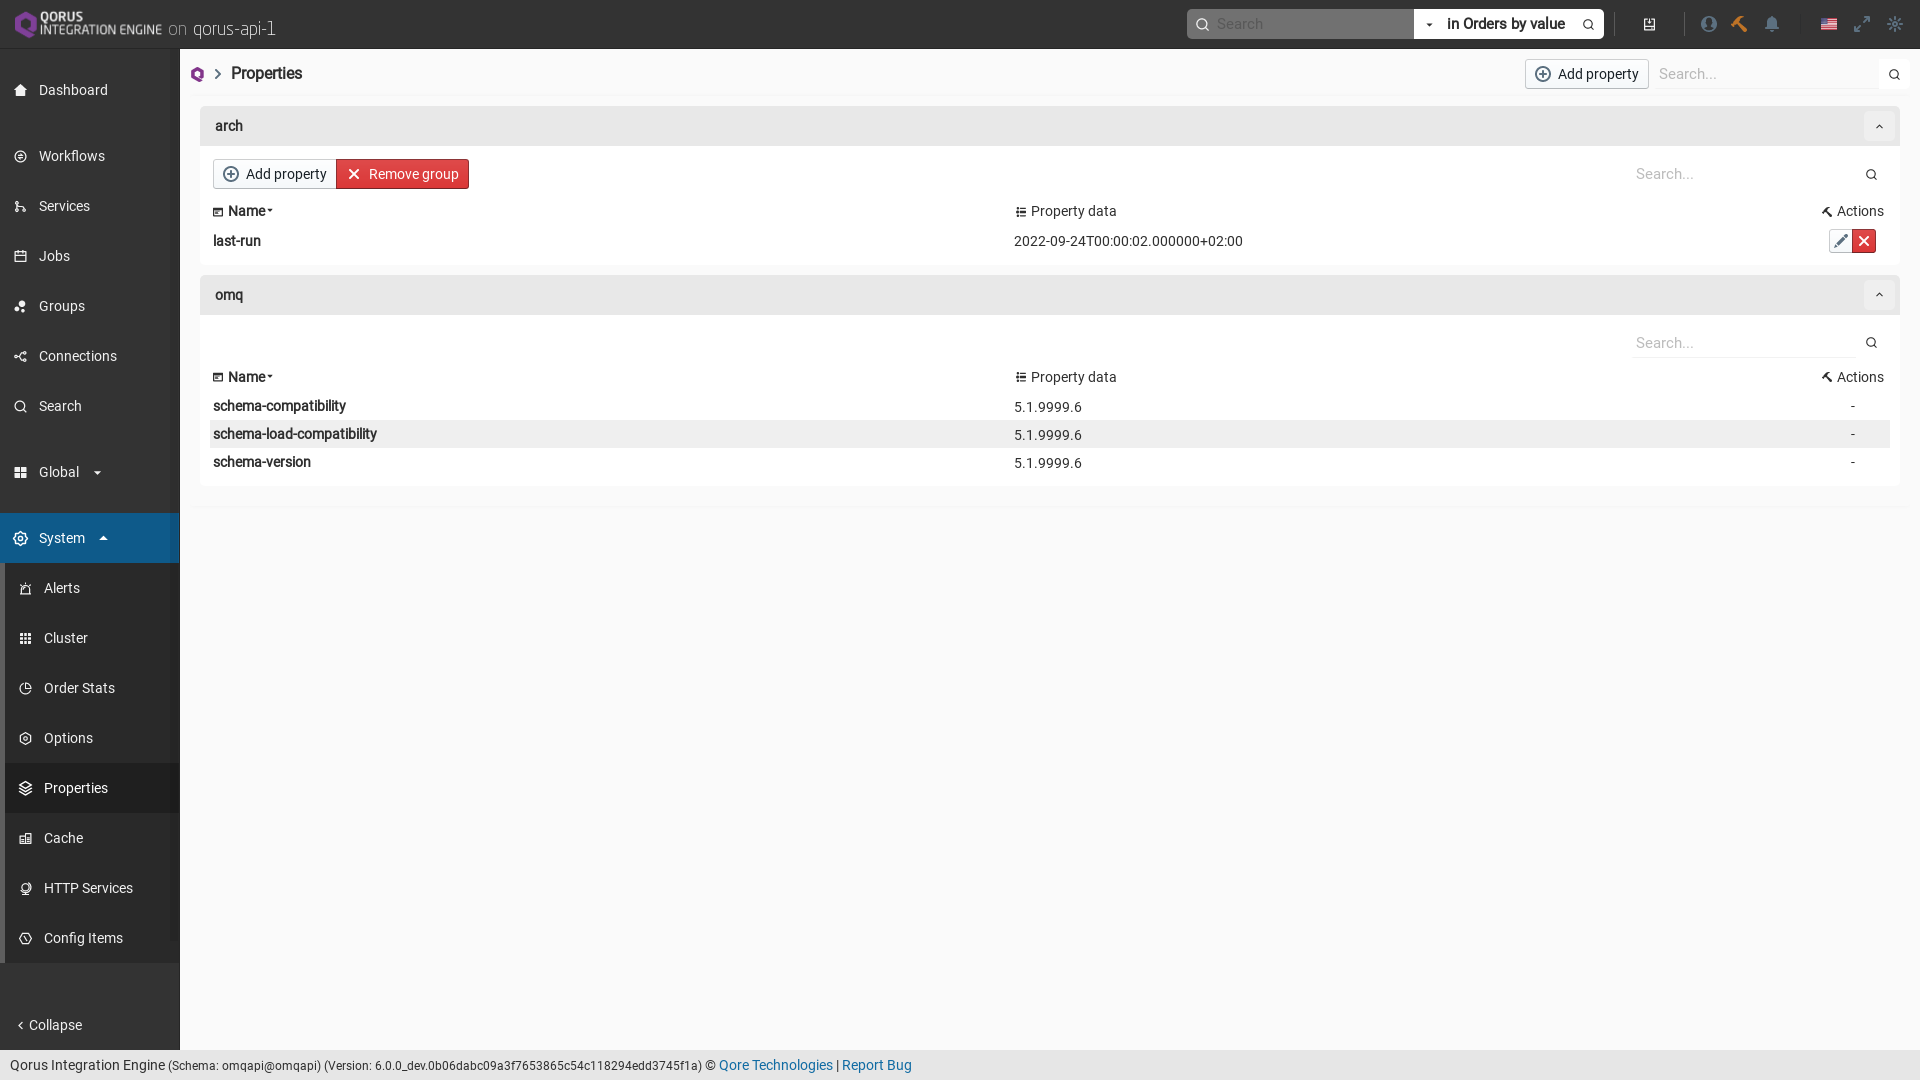 QORUS
INTEGRATION ENGINE on qorus-api-1
Search
in Orders by value
Dashboard
Workflows
Services
Jobs
Groups
Connections
Search
Global
System
Alerts
Cluster
Order Stats
Options
Properties
Cache
HTTP Services
Config Items
Collapse
Properties
Add property
Search...
arch
Add property
Remove group
Search...
Name
Property data
Actions
last-run
2022-09-24T00:00:02.000000+02:00
omq
Search...
Name
Property data
Actions
schema-compatibility
5.1.9999.6
-
schema-load-compatibility
5.1.9999.6
-
schema-version
5.1.9999.6
-
Qorus Integration Engine (Schema: omqapi@omqapi) (Version: 6.0.0_dev.0b06dabc09a3f7653865c54c118294edd3745f1a) © Qore Technologies | Report Bug